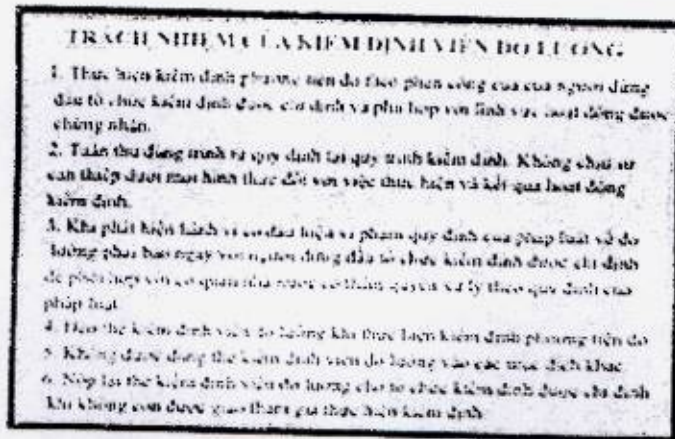 TRÁCH NHIỆM CỦA KIỂM ĐỊNH VIÊN ĐO LƯỜNG
1. Thực hiện kiểm định phương tiện đo theo phân công của của người đứng
đầu tổ chức kiểm định được chỉ định và phù hợp với lĩnh vực hoạt động được
chứng nhận.
2. Tuân thủ đúng trình tự quy định tại quy trình kiểm định. Không chịu sự
can thiệp dưới mọi hình thức đối với việc thực hiện và kết quả hoạt động
kiểm định.
3. Khi phát hiện hành vi có dấu hiệu vi phạm quy định của pháp luật về đo
lường phải báo ngay với người đứng đầu tổ chức kiểm định được chỉ định
để phối hợp với cơ quan nhà nước có thẩm quyền xử lý theo quy định của
pháp luật.
4. Đeo thẻ kiểm định viên đo lường khi thực hiện kiểm định phương tiện đo
5. Không được dùng thẻ kiểm định viên đo lường vào các mục đích khác.
6. Nộp lại thẻ kiểm định viên đo lường cho tổ chức kiểm định được chỉ định
khi không còn được giao tham gia thực hiện kiểm định.